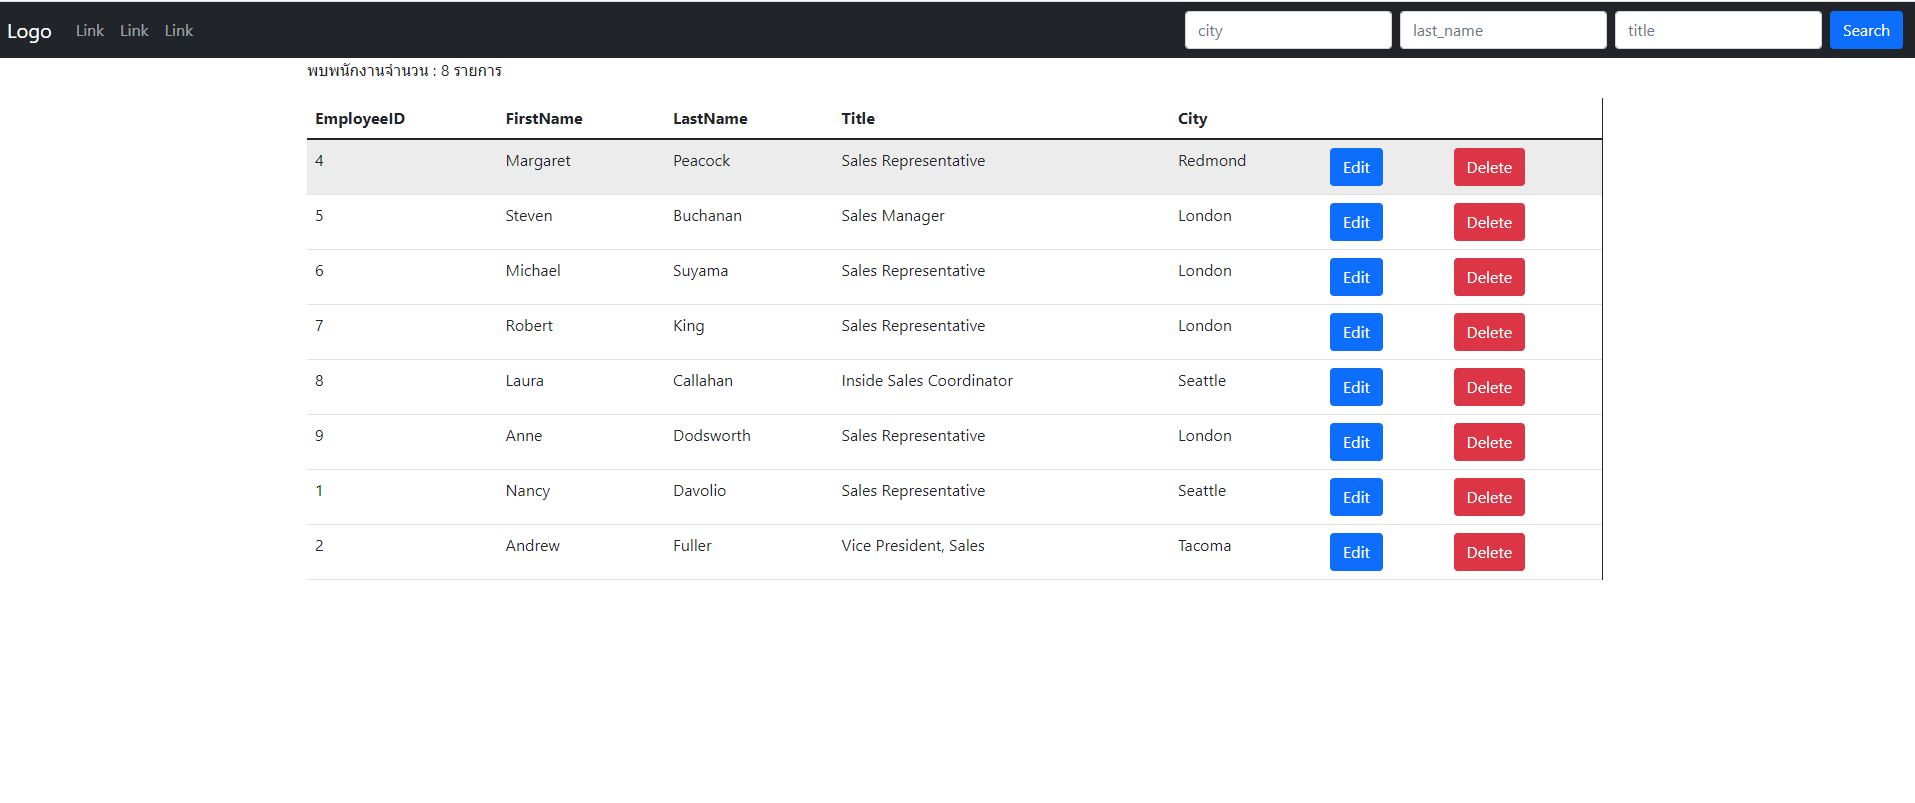 Logo Link Link Link city last_name title Search
พบพนักงานจำนวน : 8 รายการ
EmployeeID FirstName LastName Title City
4 Margaret Peacock Sales Representative Redmond Edit Delete
5 Steven Buchanan Sales Manager London Edit Delete
6 Michael Suyama Sales Representative London Edit Delete
7 Robert King Sales Representative London Edit Delete
8 Laura Callahan Inside Sales Coordinator Seattle Edit Delete
9 Anne Dodsworth Sales Representative London Edit Delete
1 Nancy Davolio Sales Representative Seattle Edit Delete
2 Andrew Fuller Vice President, Sales Tacoma Edit Delete